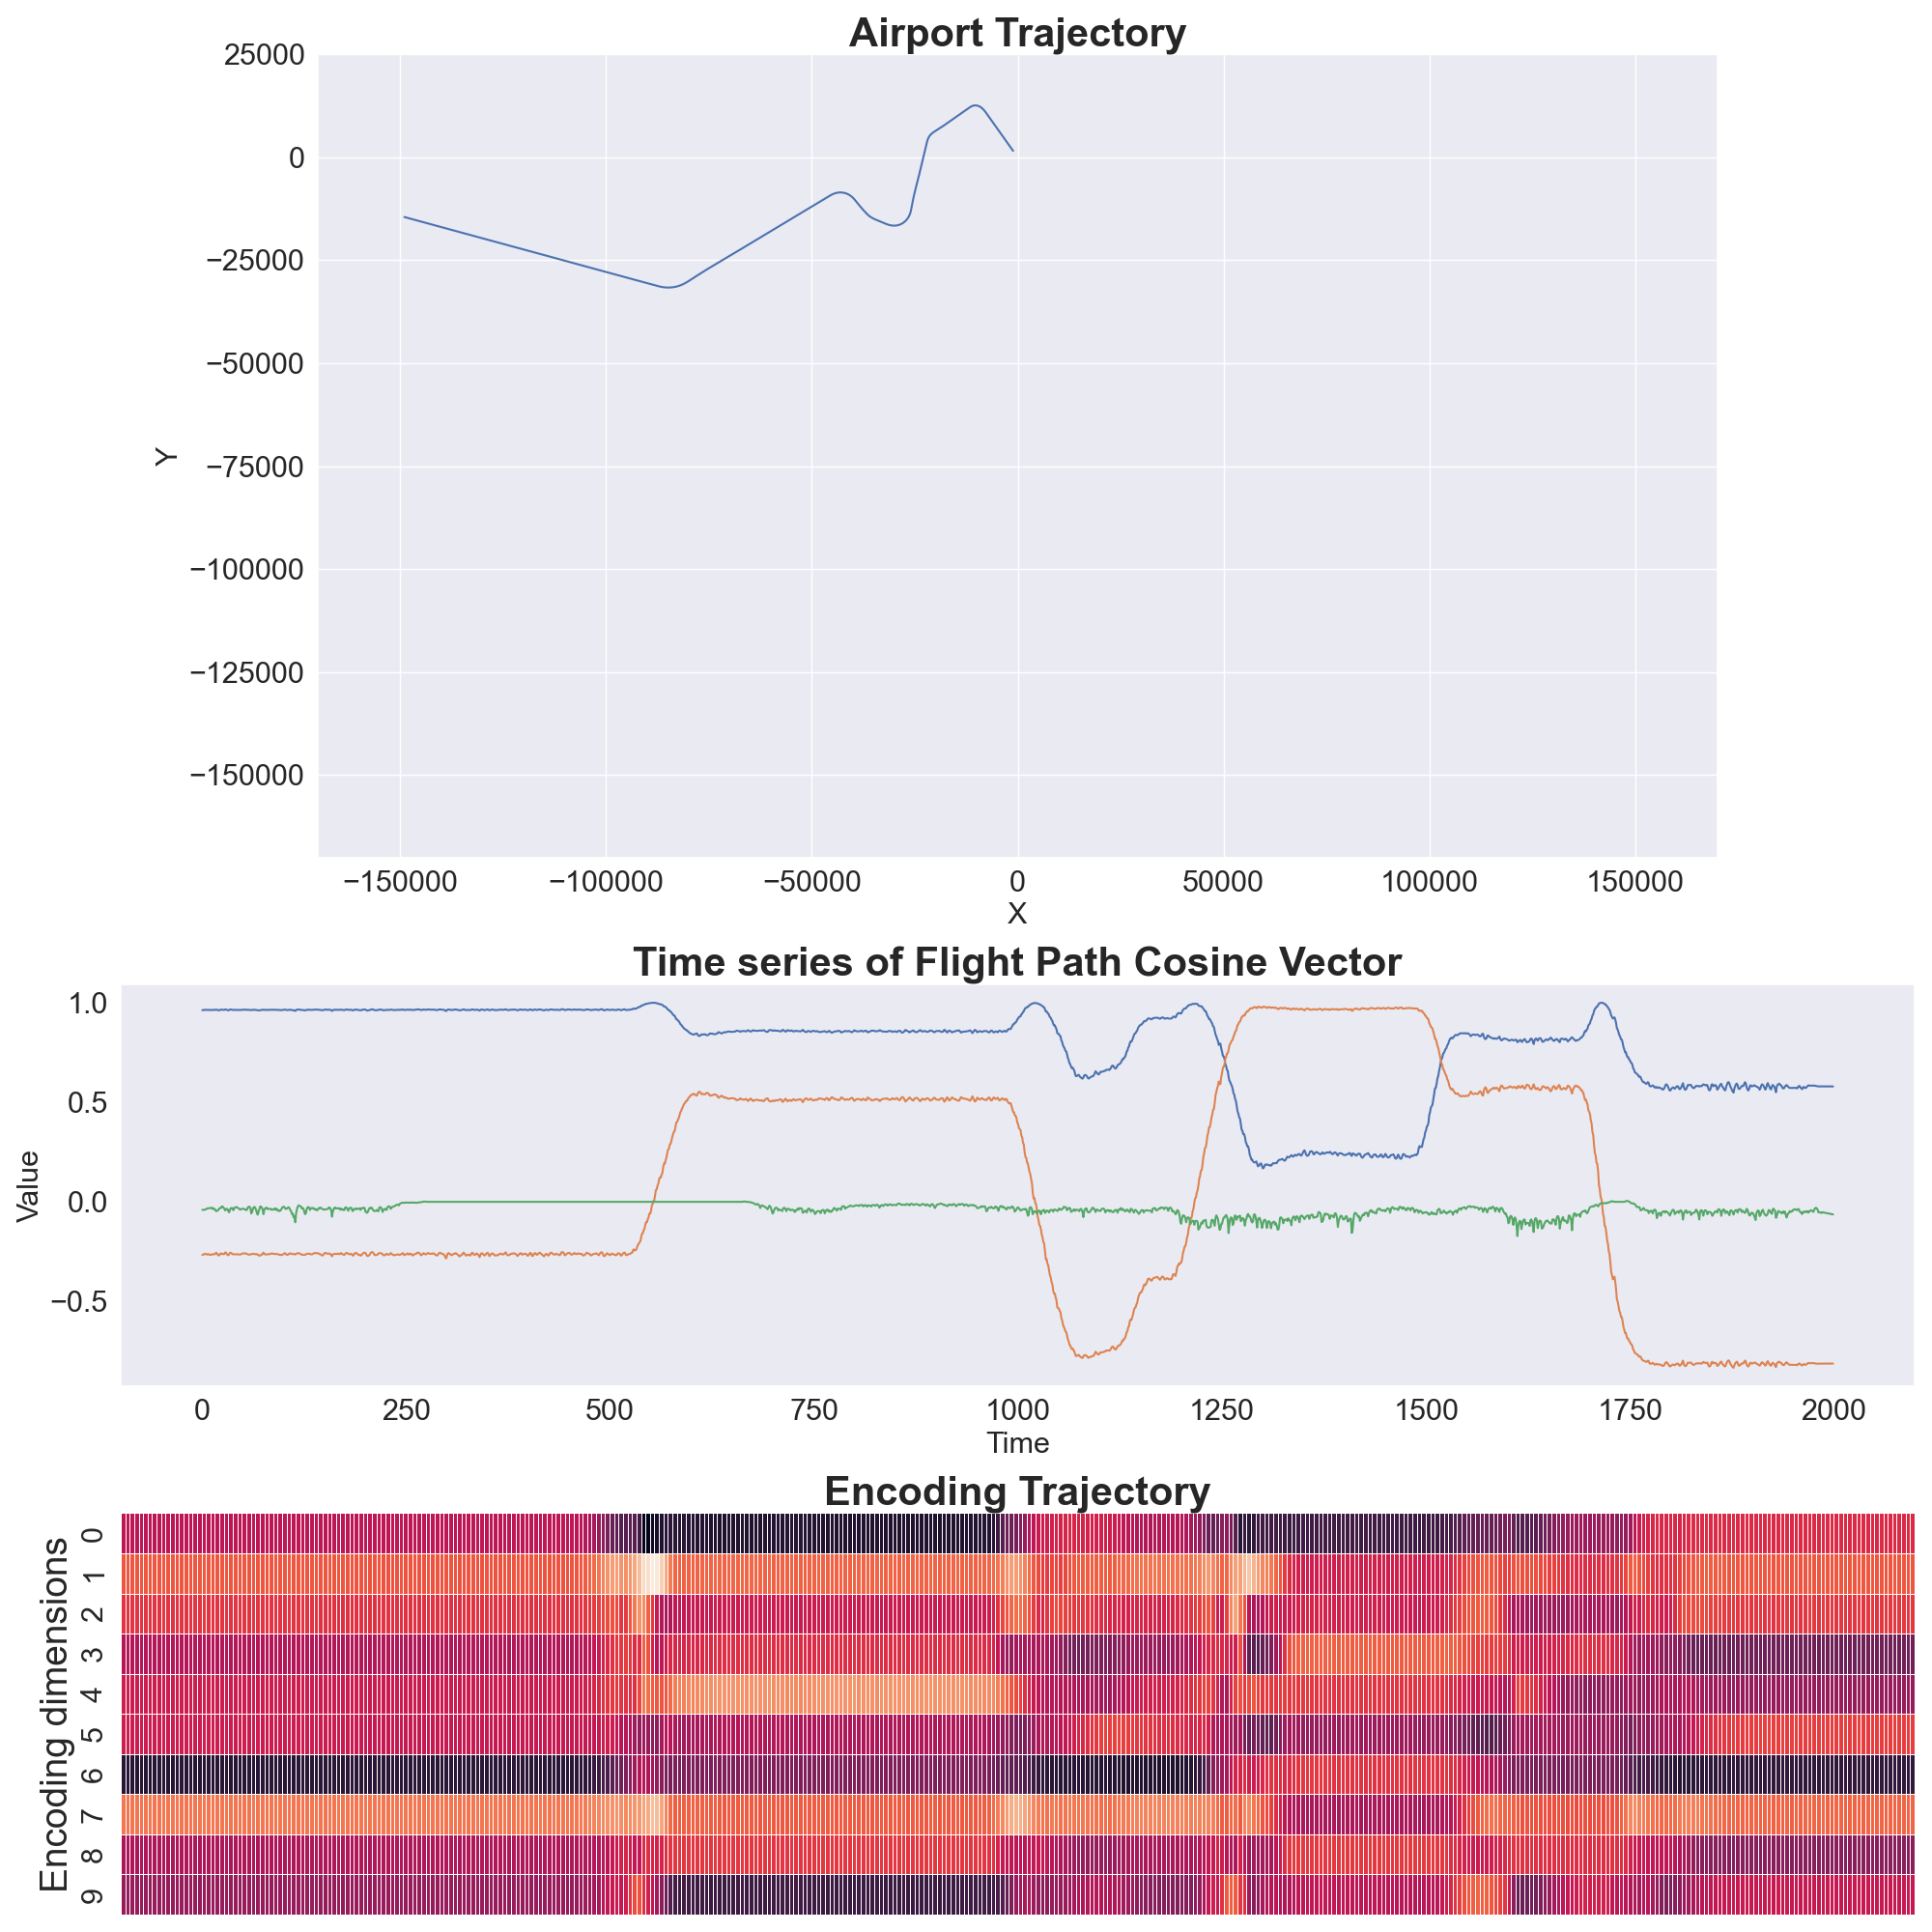 Airport Trajectory
25000
0
−25000
−50000
−75000
−100000
−125000
−150000
Y
−150000 −100000 −50000 0 50000 100000 150000
X
Time series of Flight Path Cosine Vector
1.0
0.5
0.0
−0.5
Value
0 250 500 750 1000 1250 1500 1750 2000
Time
Encoding Trajectory
0
1
2
3
4
5
6
7
8
9
Encoding dimensions